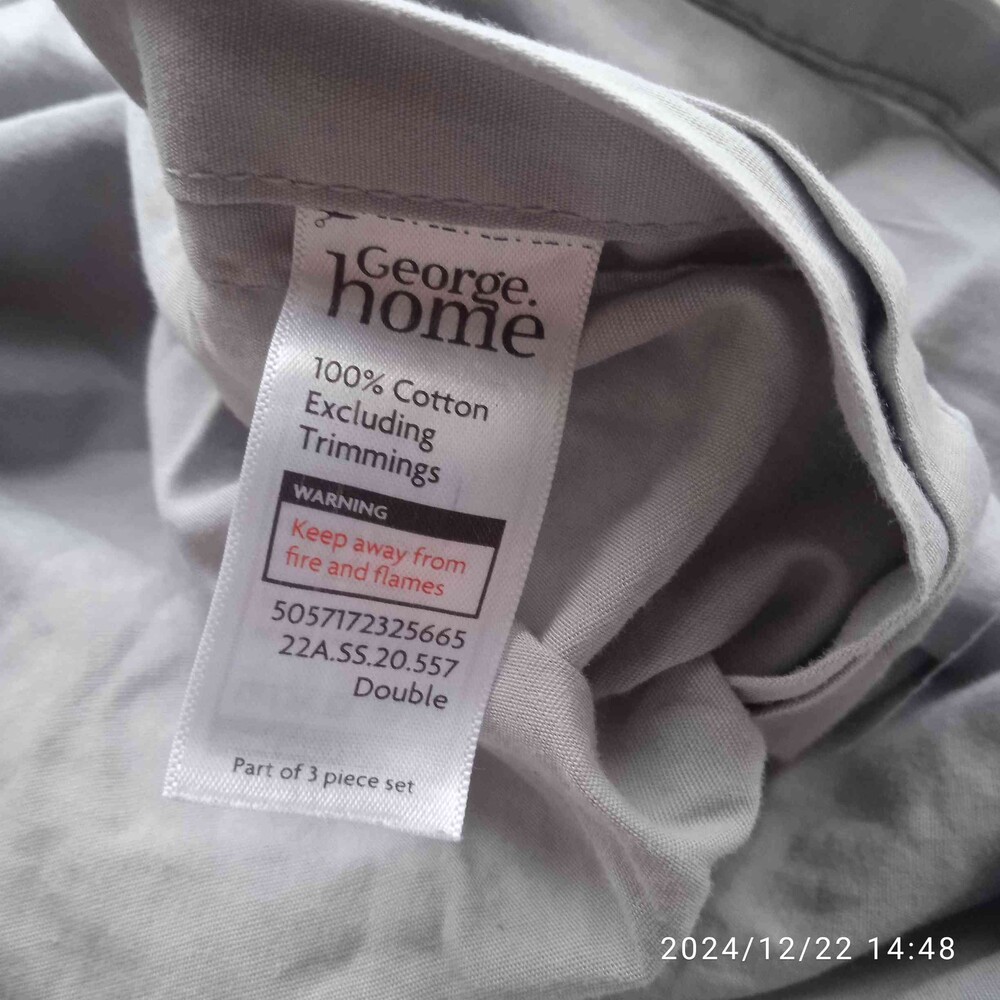 George.
home
100% Cotton
Excluding
Trimmings
WARNING
Keep away from
fire and flames
5057172325665
22A.SS.20.557
Double
Part of 3 piece set
2024/12/22 14:48